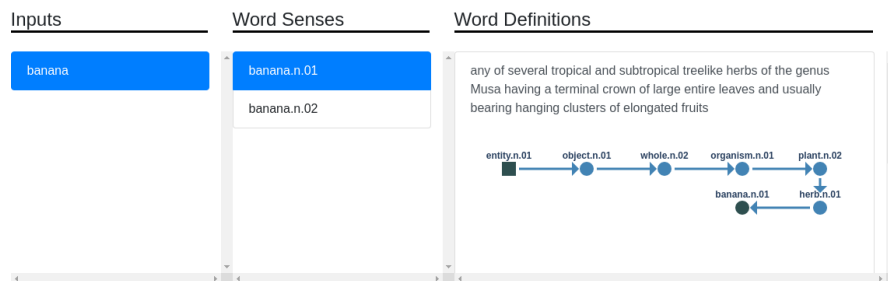 Inputs
Word Senses
Word Definitions
banana
banana.n.01
banana.n.02
any of several tropical and subtropical treelike herbs of the genus
Musa having a terminal crown of large entire leaves and usually
bearing hanging clusters of elongated fruits
entity.n.01
object.n.01
whole.n.02
organism.n.01
plant.n.02
banana.n.01
herb.n.01